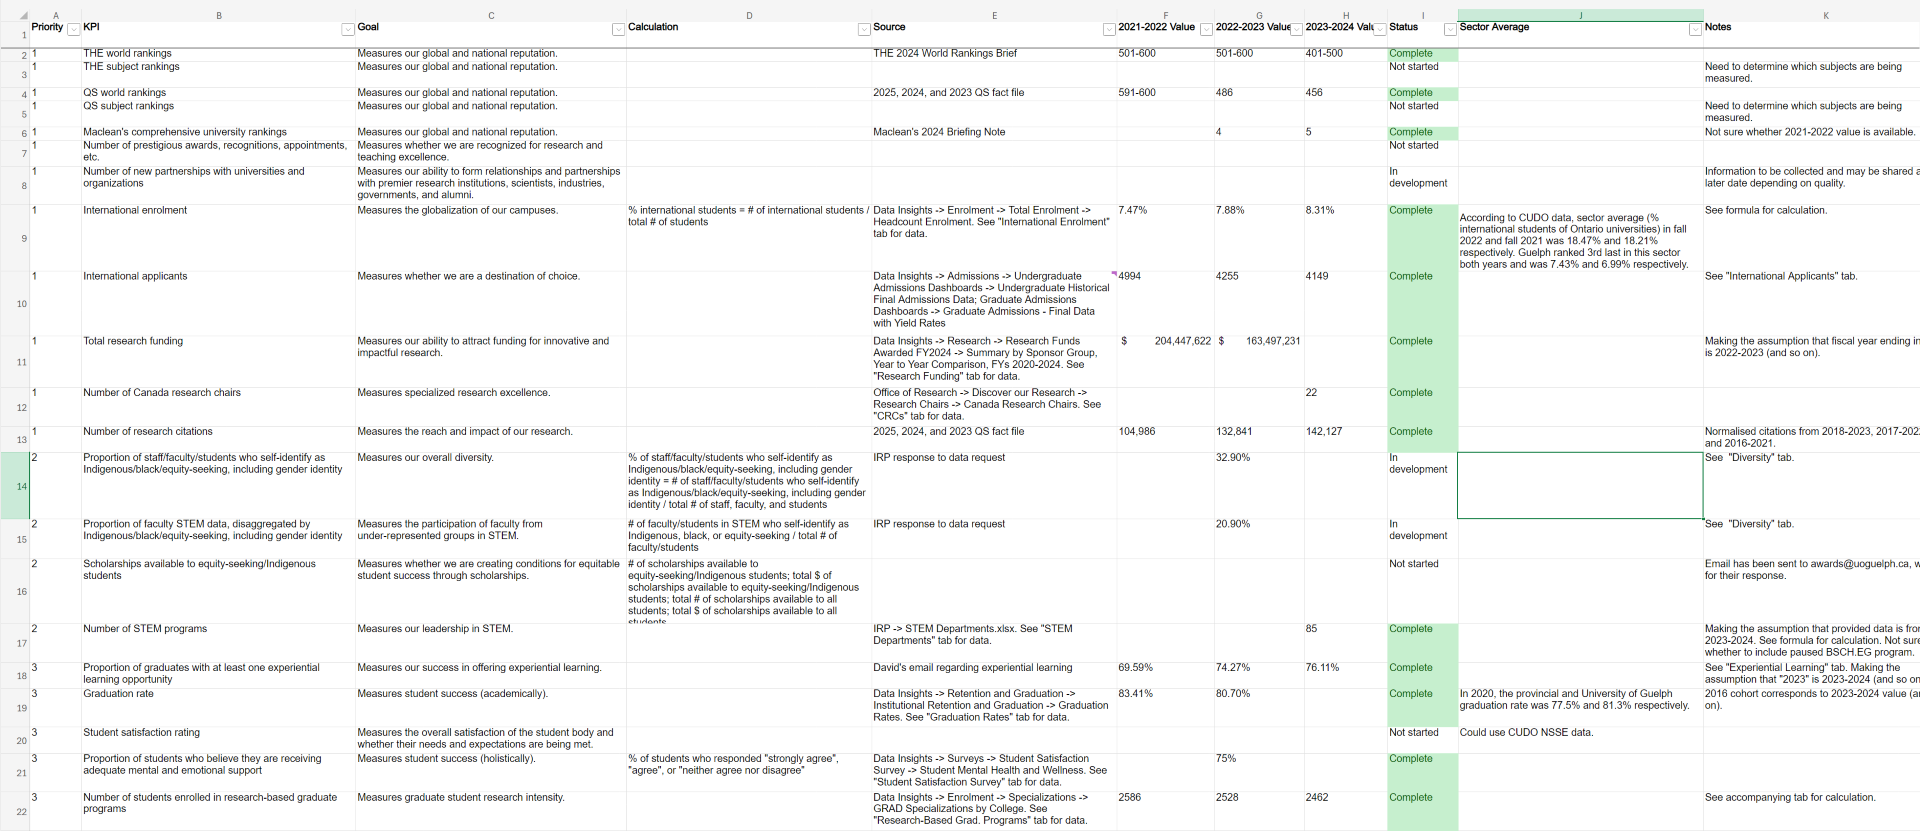 A B C D E F G H I J K
1 Priority KPI Goal Calculation Source 2021-2022 Value 2022-2023 Value 2023-2024 Valu Status Sector Average Notes
2 1 THE world rankings Measures our global and national reputation. THE 2024 World Rankings Brief 501-600 501-600 401-500 Complete
3 1 THE subject rankings Measures our global and national reputation. Not started Need to determine which subjects are being
measured.
4 1 QS world rankings Measures our global and national reputation. 2025, 2024, and 2023 QS fact file 591-600 486 456 Complete
5 1 QS subject rankings Measures our global and national reputation. Not started Need to determine which subjects are being
measured.
6 1 Maclean's comprehensive university rankings Measures our global and national reputation. Maclean's 2024 Briefing Note 4 5 Complete Not sure whether 2021-2022 value is available.
7 1 Number of prestigious awards, recognitions, appointments, Measures whether we are recognized for research and Not started
etc. teaching excellence.
8 1 Number of new partnerships with universities and Measures our ability to form relationships and partnerships In Information to be collected and may be shared a
organizations with premier research institutions, scientists, industries, development later date depending on quality.
governments, and alumni.
9 1 International enrolment Measures the globalization of our campuses. % international students = # of international students / Data Insights -> Enrolment -> Total Enrolment -> 7.47% 7.88% 8.31% Complete See formula for calculation.
total # of students Headcount Enrolment. See "International Enrolment" According to CUDO data, sector average (%
tab for data. international students of Ontario universities) in fall
2022 and fall 2021 was 18.47% and 18.21%
respectively. Guelph ranked 3rd last in this sector
both years and was 7.43% and 6.99% respectively.
10 1 International applicants Measures whether we are a destination of choice. Data Insights -> Admissions -> Undergraduate 4994 4255 4149 Complete See "International Applicants" tab.
Admissions Dashboards -> Undergraduate Historical
Final Admissions Data; Graduate Admissions
Dashboards -> Graduate Admissions - Final Data
with Yield Rates
11 1 Total research funding Measures our ability to attract funding for innovative and Data Insights -> Research -> Research Funds $ 204,447,622 $ 163,497,231 Complete Making the assumption that fiscal year ending in
impactful research. Awarded FY2024 -> Summary by Sponsor Group, is 2022-2023 (and so on).
Year to Year Comparison, FYs 2020-2024. See
"Research Funding" tab for data.
12 1 Number of Canada research chairs Measures specialized research excellence. Office of Research -> Discover our Research -> 22 Complete
Research Chairs -> Canada Research Chairs. See
"CRCs" tab for data.
13 1 Number of research citations Measures the reach and impact of our research. 2025, 2024, and 2023 QS fact file 104,986 132,841 142,127 Complete Normalised citations from 2018-2023, 2017-202
and 2016-2021.
14 2 Proportion of staff/faculty/students who self-identify as Measures our overall diversity. % of staff/faculty/students who self-identify as IRP response to data request 32.90% In See "Diversity" tab.
Indigenous/black/equity-seeking, including gender identity Indigenous/black/equity-seeking, including gender development
identity = # of staff/faculty/students who self-identify
as Indigenous/black/equity-seeking, including gender
identity / total # of staff, faculty, and students
15 2 Proportion of faculty STEM data, disaggregated by Measures the participation of faculty from # of faculty/students in STEM who self-identify as IRP response to data request 20.90% In See "Diversity" tab.
Indigenous/black/equity-seeking, including gender identity under-represented groups in STEM. Indigenous, black, or equity-seeking / total # of development
faculty/students
16 2 Scholarships available to equity-seeking/Indigenous Measures whether we are creating conditions for equitable # of scholarships available to Not started Email has been sent to awards@uoguelph.ca, w
students student success through scholarships. equity-seeking/Indigenous students; total $ of for their response.
scholarships available to equity-seeking/Indigenous
students; total # of scholarships available to all
students; total $ of scholarships available to all
students
17 2 Number of STEM programs Measures our leadership in STEM. IRP -> STEM Departments.xlsx. See "STEM 85 Complete Making the assumption that provided data is fro
Departments" tab for data. 2023-2024. See formula for calculation. Not sure
whether to include paused BSCH.EG program.
18 3 Proportion of graduates with at least one experiential Measures our success in offering experiential learning. David's email regarding experiential learning 69.59% 74.27% 76.11% Complete See "Experiential Learning" tab. Making the
learning opportunity assumption that "2023" is 2023-2024 (and so on
19 3 Graduation rate Measures student success (academically). Data Insights -> Retention and Graduation -> 83.41% 80.70% Complete In 2020, the provincial and University of Guelph 2016 cohort corresponds to 2023-2024 value (a
Institutional Retention and Graduation -> Graduation graduation rate was 77.5% and 81.3% respectively. on).
Rates. See "Graduation Rates" tab for data.
20 3 Student satisfaction rating Measures the overall satisfaction of the student body and Not started Could use CUDO NSSE data.
whether their needs and expectations are being met.
21 3 Proportion of students who believe they are receiving Measures student success (holistically). % of students who responded "strongly agree", Data Insights -> Surveys -> Student Satisfaction 75% Complete
adequate mental and emotional support "agree", or "neither agree nor disagree" Survey -> Student Mental Health and Wellness. See
"Student Satisfaction Survey" tab for data.
22 3 Number of students enrolled in research-based graduate Measures graduate student research intensity. Data Insights -> Enrolment -> Specializations -> 2586 2528 2462 Complete See accompanying tab for calculation.
programs GRAD Specializations by College. See
"Research-Based Grad. Programs" tab for data.